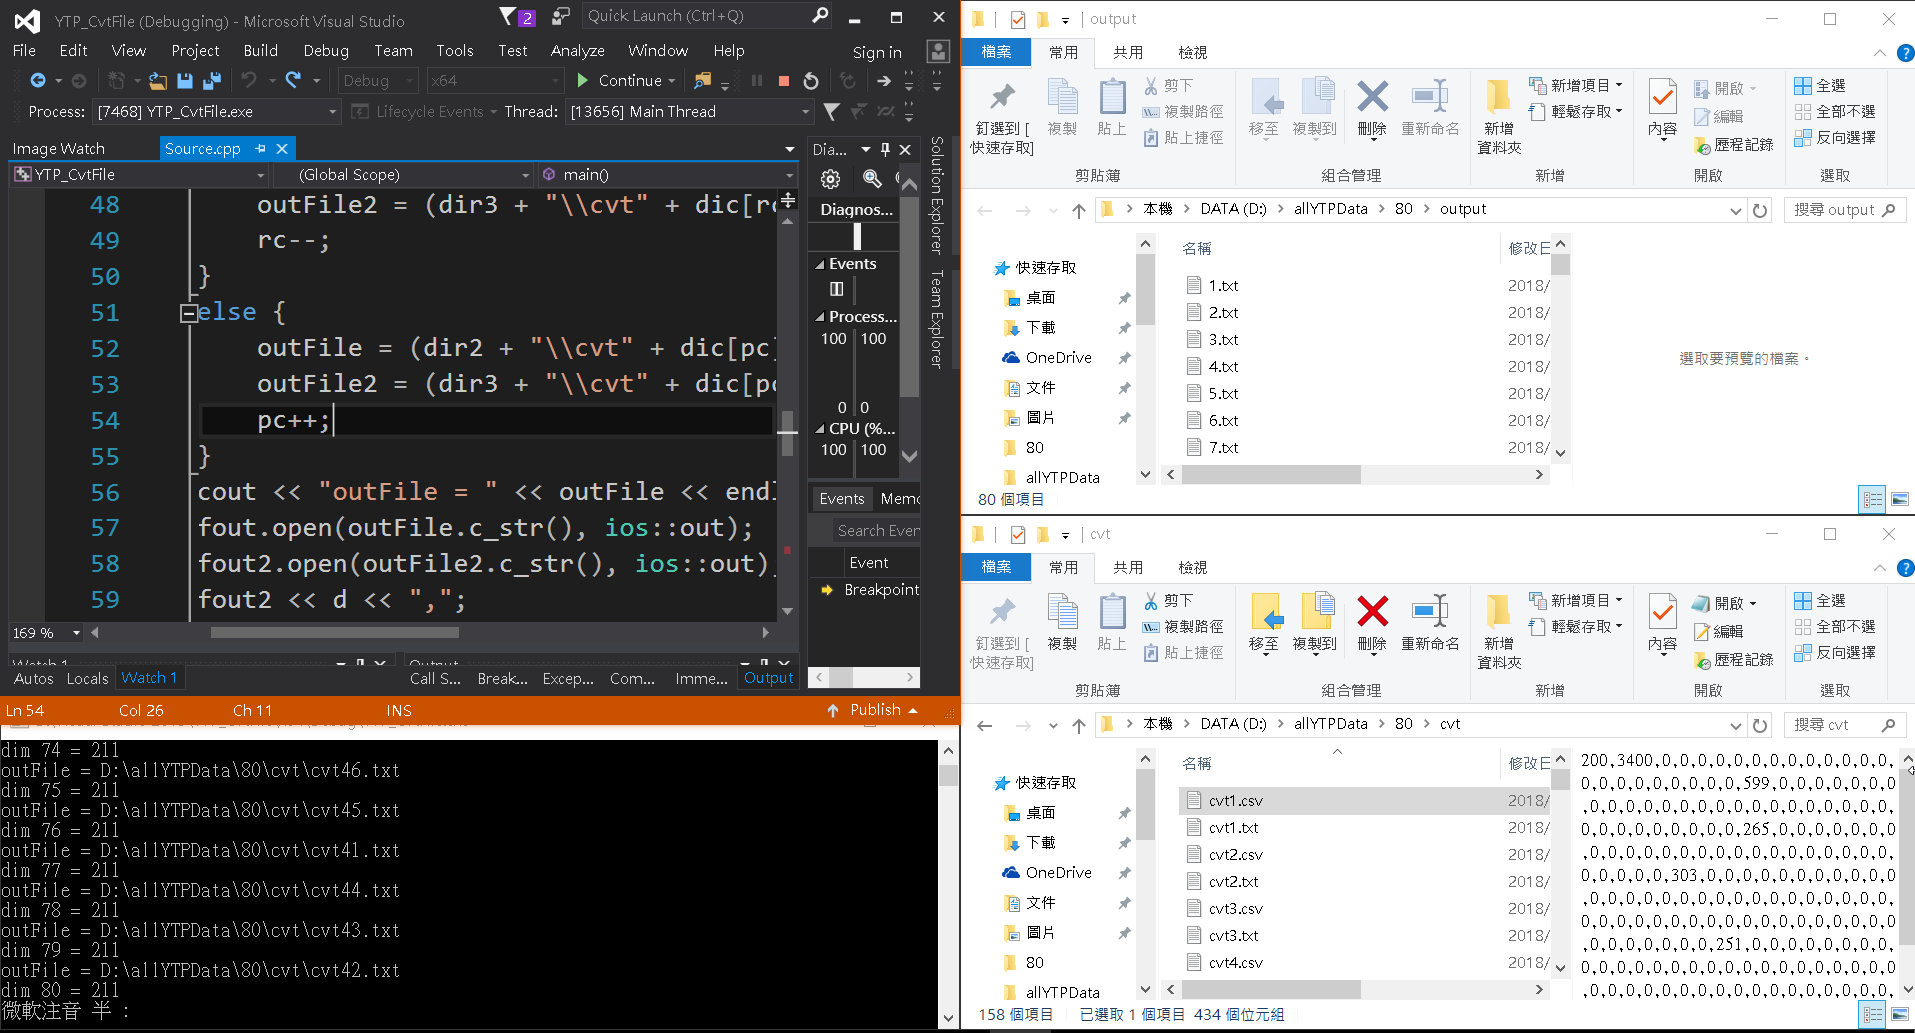 YTP_CvtFile (Debugging) - Microsoft Visual Studio
2
Quick Launch (Ctrl+Q)
File Edit View Project Build Debug Team Tools Test Analyze Window Help Sign in
Debug x64 Continue
Process: [7468] YTP_CvtFile.exe Lifecycle Events Thread: [13656] Main Thread
Image Watch Source.cpp
YTP_CvtFile (Global Scope) main()
48 outFile2 = (dir3 + "\\cvt" + dic[rc
49 rc--;
50 }
51 else {
52 outFile = (dir2 + "\\cvt" + dic[pc]
53 outFile2 = (dir3 + "\\cvt" + dic[pc
54 pc++;
55 }
56 cout << "outFile = " << outFile << endl
57 fout.open(outFile.c_str(), ios::out);
58 fout2.open(outFile2.c_str(), ios::out)
59 fout2 << d << ",";
169 %
Dia...
Diagnos...
Events
Process...
100 100
0 0
CPU (%...
100 100
Events Memo
Search Even
Event
Breakpoint
Solution Explorer
Team Explorer
Watch 1
Output
Autos Locals Watch 1
Call S... Break... Excep... Com... Imme... Output
Ln 54 Col 26 Ch 11 INS Publish
dim 74 = 211
outFile = D:\allYTPData\80\cvt\cvt46.txt
dim 75 = 211
outFile = D:\allYTPData\80\cvt\cvt45.txt
dim 76 = 211
outFile = D:\allYTPData\80\cvt\cvt41.txt
dim 77 = 211
outFile = D:\allYTPData\80\cvt\cvt44.txt
dim 78 = 211
outFile = D:\allYTPData\80\cvt\cvt43.txt
dim 79 = 211
outFile = D:\allYTPData\80\cvt\cvt42.txt
dim 80 = 211
微軟注音 半 :
output
檔案 常用 共用 檢視
釘選到 [
快速存取]
複製
貼上
剪下
複製路徑
貼上捷徑
移至
複製到
刪除
重新命名
新增
資料夾
新增項目
輕鬆存取
內容
開啟
編輯
歷程記錄
全選
全部不選
反向選擇
剪貼簿 組合管理 新增 開啟 選取
本機 DATA (D:) allYTPData 80 output
搜尋 output
快速存取
桌面
下載
OneDrive
文件
圖片
80
allYTPData
名稱 修改日
1.txt 2018/
2.txt 2018/
3.txt 2018/
4.txt 2018/
5.txt 2018/
6.txt 2018/
7.txt 2018/
選取要預覽的檔案。
80 個項目
cvt
檔案 常用 共用 檢視
釘選到 [
快速存取]
複製
貼上
剪下
複製路徑
貼上捷徑
移至
複製到
刪除
重新命名
新增
資料夾
新增項目
輕鬆存取
內容
開啟
編輯
歷程記錄
全選
全部不選
反向選擇
剪貼簿 組合管理 新增 開啟 選取
本機 DATA (D:) allYTPData 80 cvt
搜尋 cvt
快速存取
桌面
下載
OneDrive
文件
圖片
80
allYTPData
名稱 修改日
cvt1.csv 2018/
cvt1.txt 2018/
cvt2.csv 2018/
cvt2.txt 2018/
cvt3.csv 2018/
cvt3.txt 2018/
cvt4.csv 2018/
200,3400,0,0,0,0,0,0,0,0,0,0,0,0,0,
0,0,0,0,0,0,0,0,0,599,0,0,0,0,0,0,0
,0,0,0,0,0,0,0,0,0,0,0,0,0,0,0,0,0,
0,0,0,0,0,0,0,0,0,265,0,0,0,0,0,0,0
,0,0,0,0,0,0,0,0,0,0,0,0,0,0,0,0,0,
0,0,0,0,0,303,0,0,0,0,0,0,0,0,0,0,0
,0,0,0,0,0,0,0,0,0,0,0,0,0,0,0,0,0,
0,0,0,0,0,0,0,0,0,0,0,0,0,0,0,0,0,0
,0,0,0,0,0,0,0,251,0,0,0,0,0,0,0,0,
0,0,0,0,0,0,0,0,0,0,0,0,0,0,0,0,0,0
,0,0,0,0,0,0,0,0,0,0,0,0,0,0,0,0,0,
158 個項目 已選取 1 個項目 434 個位元組